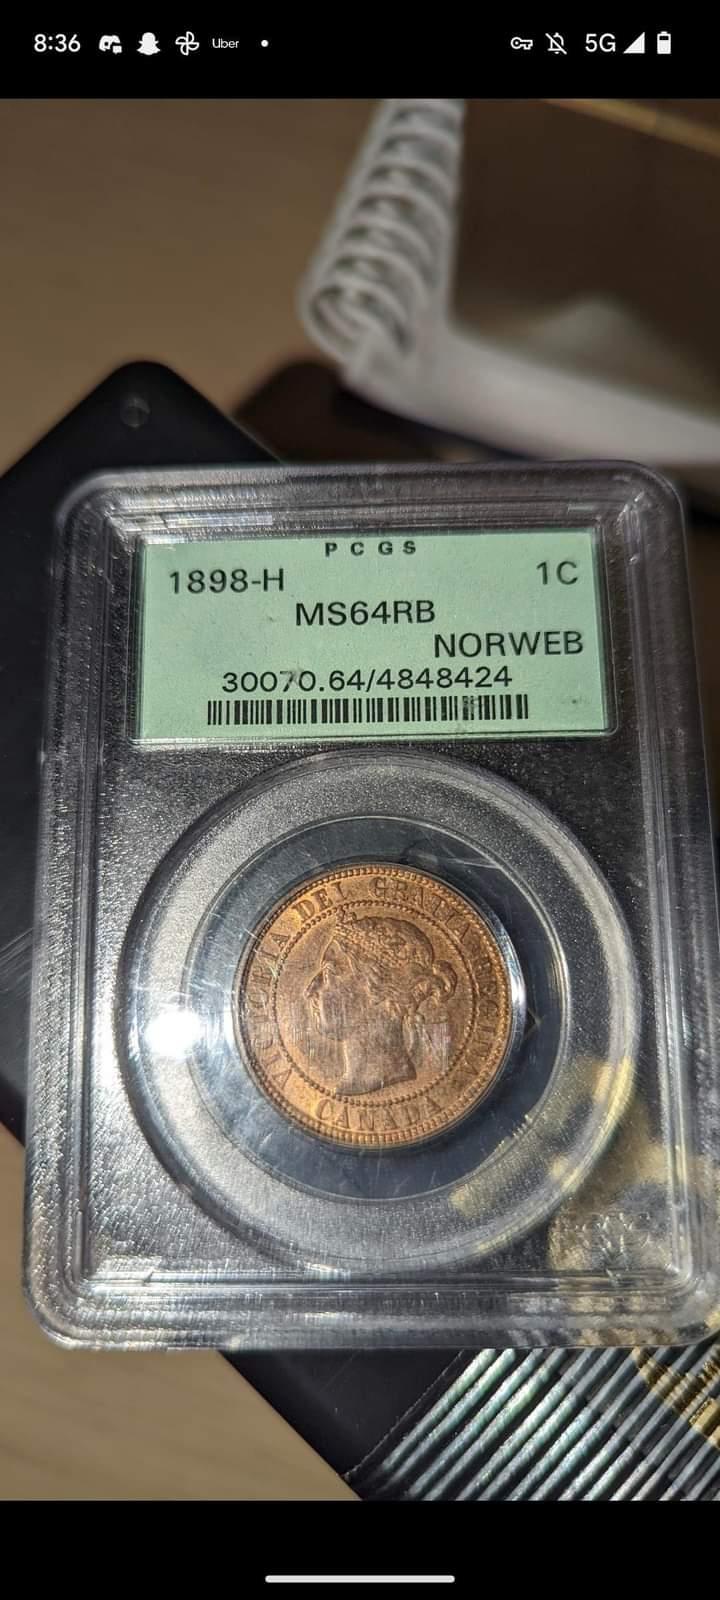 8:36 Uber 5G
PCGS
1898-H 1C
MS64RB
NORWEB
30070.64/4848424
VICTORIA DEI GRATIA REGINA.
CANADA